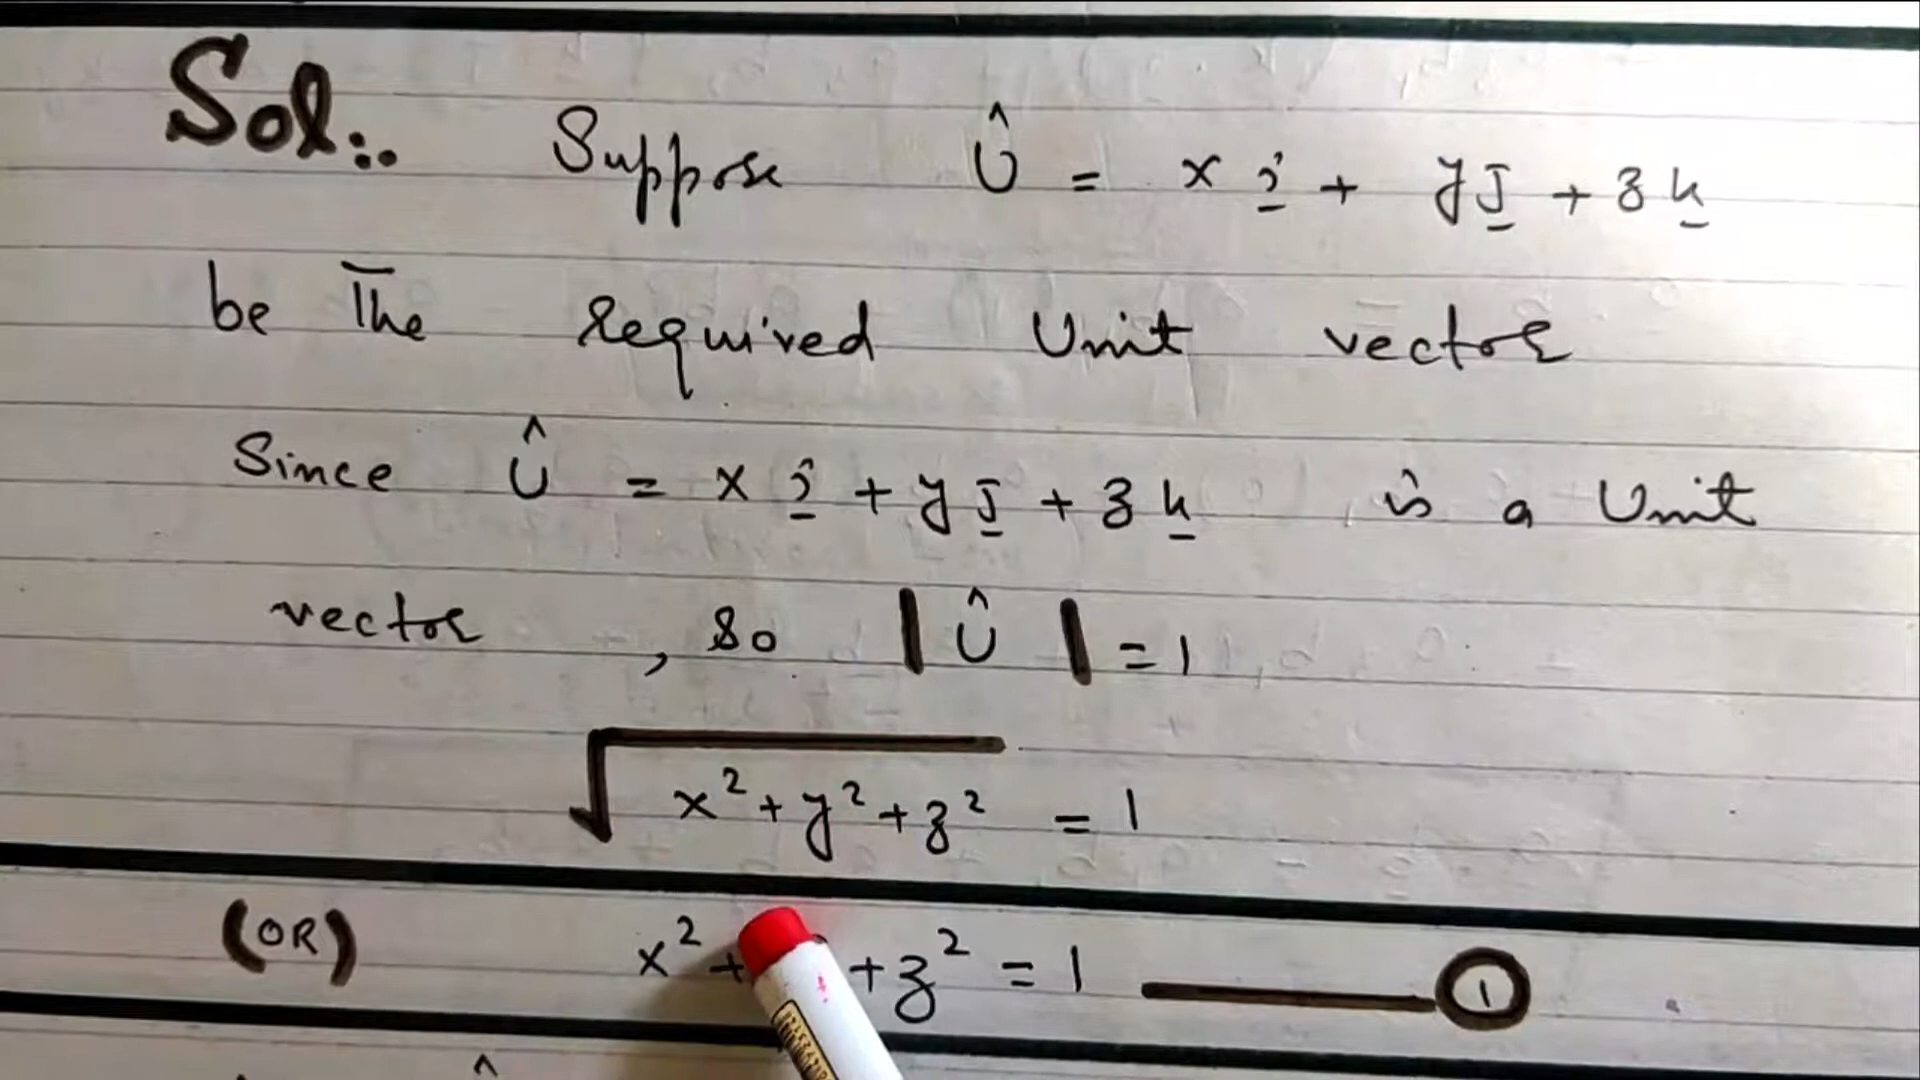 Sol:.  Suppose Û = x i̲ + y j̲ + z k̲
be The required Unit vector
Since Û = x i̲ + y j̲ + z k̲ is a Unit
vector , so |Û| = 1
√x² + y² + z² = 1
(OR) x² + + z² = 1 —— ①